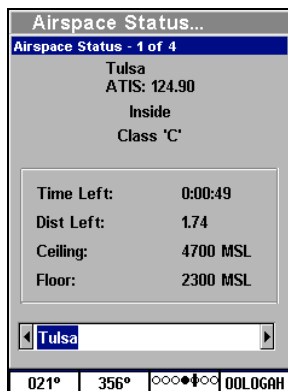 Airspace Status...
Airspace Status - 1 of 4
Tulsa
ATIS: 124.90
Inside
Class 'C'
Time Left: 0:00:49
Dist Left: 1.74
Ceiling: 4700 MSL
Floor: 2300 MSL
Tulsa
021° 356° 00L0GAH